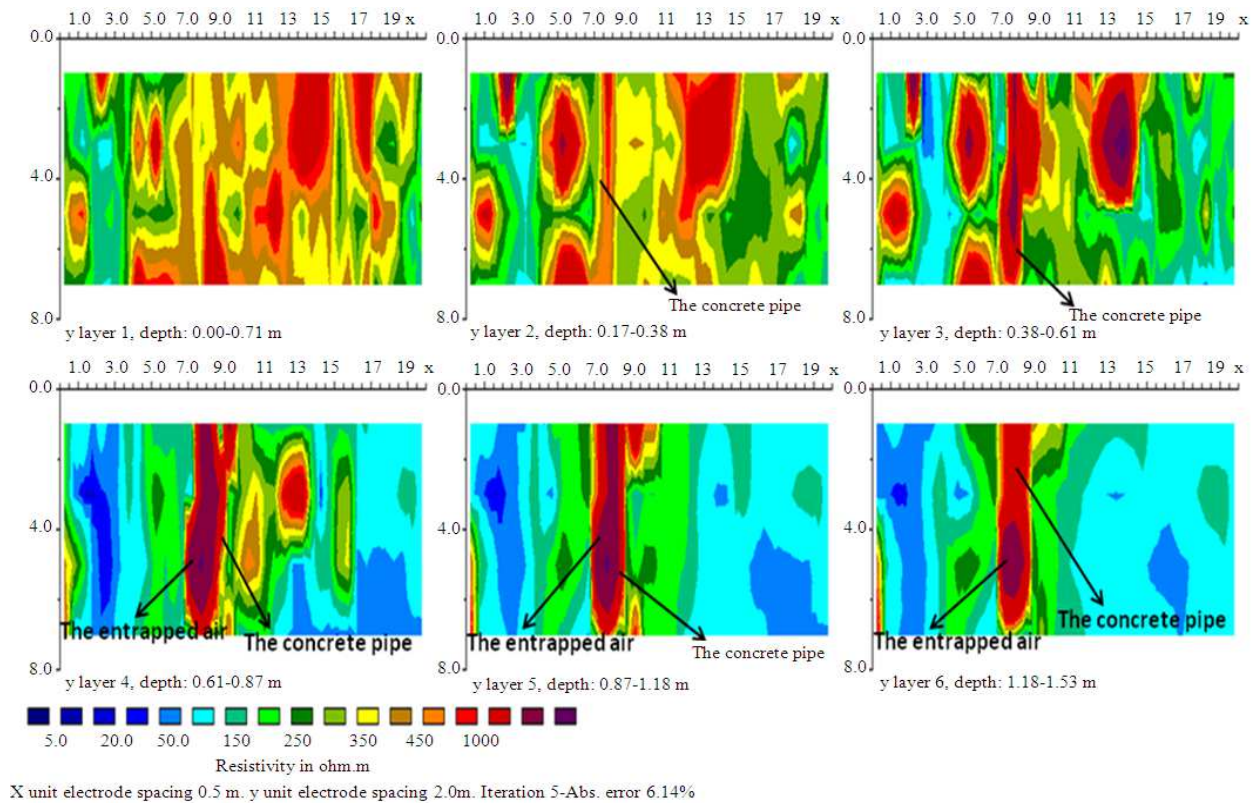 1.0 3.0 5.0 7.0 9.0 11 13 15 17 19 x
1.0 3.0 5.0 7.0 9.0 11 13 15 17 19 x
1.0 3.0 5.0 7.0 9.0 11 13 15 17 19 x
0.0
0.0
0.0
4.0
4.0
4.0
The concrete pipe
The concrete pipe
8.0
8.0
8.0
y layer 1, depth: 0.00-0.71 m
y layer 2, depth: 0.17-0.38 m
y layer 3, depth: 0.38-0.61 m
1.0 3.0 5.0 7.0 9.0 11 13 15 17 19 x
1.0 3.0 5.0 7.0 9.0 11 13 15 17 19 x
1.0 3.0 5.0 7.0 9.0 11 13 15 17 19 x
0.0
0.0
0.0
4.0
4.0
4.0
The entrapped air
The concrete pipe
The entrapped air
The concrete pipe
The entrapped air
The concrete pipe
8.0
8.0
8.0
y layer 4, depth: 0.61-0.87 m
y layer 5, depth: 0.87-1.18 m
y layer 6, depth: 1.18-1.53 m
5.0 20.0 50.0 150 250 350 450 1000
Resistivity in ohm.m
X unit electrode spacing 0.5 m. y unit electrode spacing 2.0m. Iteration 5-Abs. error 6.14%